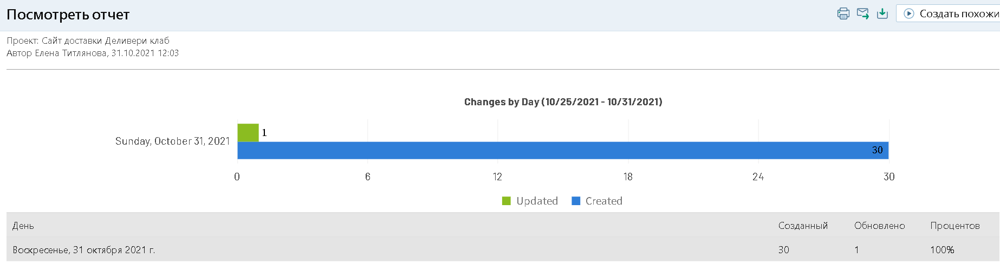 Посмотреть отчет
Создать похожи
Проект: Сайт доставки Деливери клаб
Автор Елена Титлянова, 31.10.2021 12:03
Changes by Day (10/25/2021 - 10/31/2021)
1
Sunday, October 31, 2021
30
0 6 12 18 24 30
Updated Created
День Созданный Обновлено Процентов
Воскресенье, 31 октября 2021 г. 30 1 100%